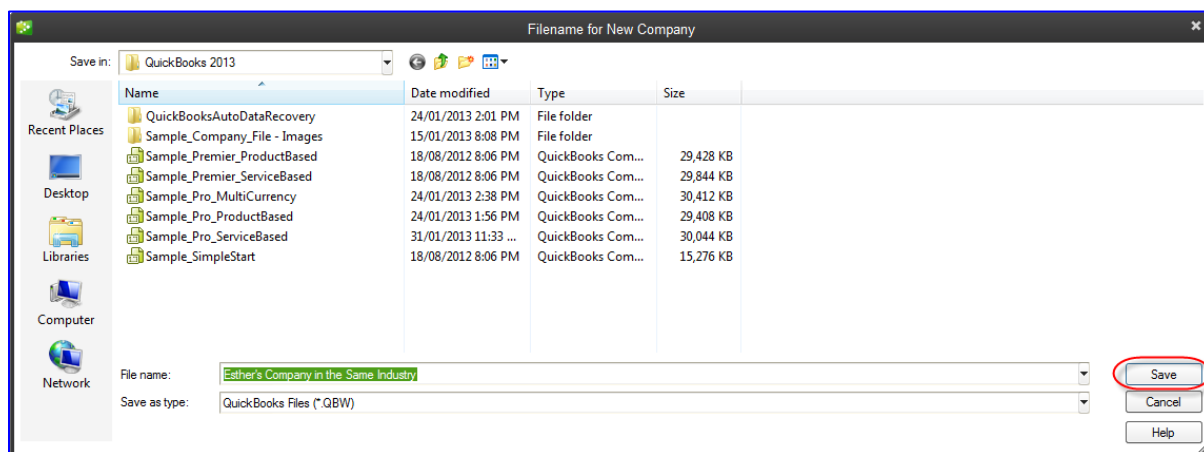 Filename for New Company
Save in: QuickBooks 2013
Name Date modified Type Size
QuickBooksAutoDataRecovery 24/01/2013 2:01 PM File folder
Sample_Company_File - Images 15/01/2013 8:08 PM File folder
Sample_Premier_ProductBased 18/08/2012 8:06 PM QuickBooks Com... 29,428 KB
Sample_Premier_ServiceBased 18/08/2012 8:06 PM QuickBooks Com... 29,844 KB
Sample_Pro_MultiCurrency 24/01/2013 2:38 PM QuickBooks Com... 30,412 KB
Sample_Pro_ProductBased 24/01/2013 1:56 PM QuickBooks Com... 29,408 KB
Sample_Pro_ServiceBased 31/01/2013 11:33 ... QuickBooks Com... 30,044 KB
Sample_SimpleStart 18/08/2012 8:06 PM QuickBooks Com... 15,276 KB
Recent Places
Desktop
Libraries
Computer
Network
File name: Esther's Company in the Same Industry Save
Save as type: QuickBooks Files (*.QBW) Cancel
Help